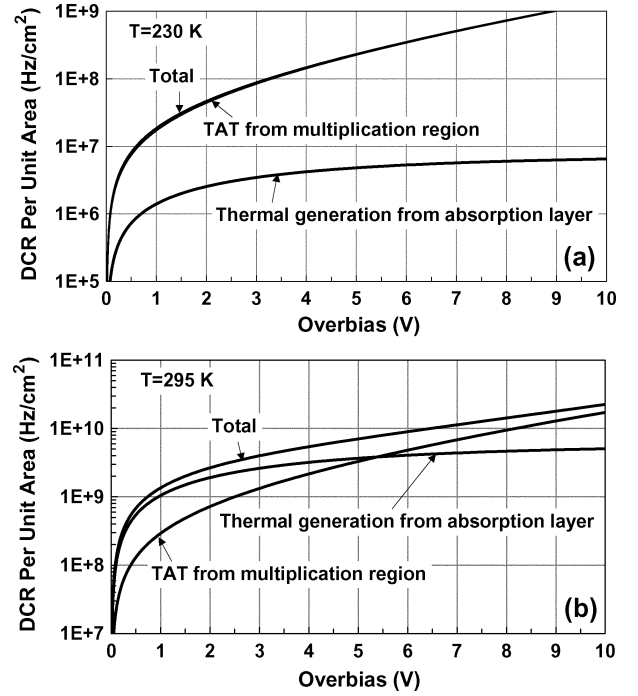 1E+9
T=230 K
1E+8
Total
TAT from multiplication region
1E+7
1E+6
Thermal generation from absorption layer
(a)
1E+5
0 1 2 3 4 5 6 7 8 9 10
Overbias (V)
DCR Per Unit Area (Hz/cm²)
1E+11
T=295 K
Total
1E+10
1E+9
Thermal generation from absorption layer
1E+8
TAT from multiplication region
(b)
1E+7
0 1 2 3 4 5 6 7 8 9 10
Overbias (V)
DCR Per Unit Area (Hz/cm²)